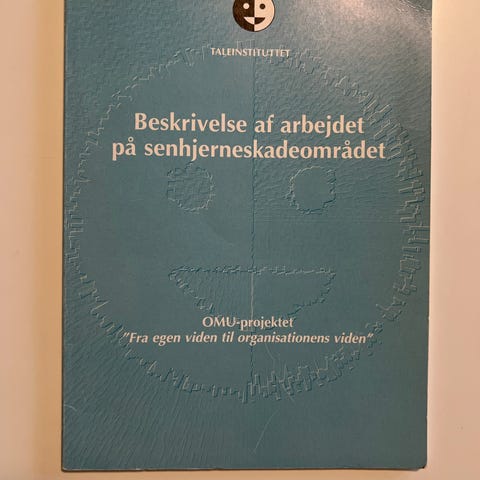 TALEINSTITUTTET
Beskrivelse af arbejdet
på senhjerneskadeområdet
OMU-projektet
"Fra egen viden til organisationens viden"